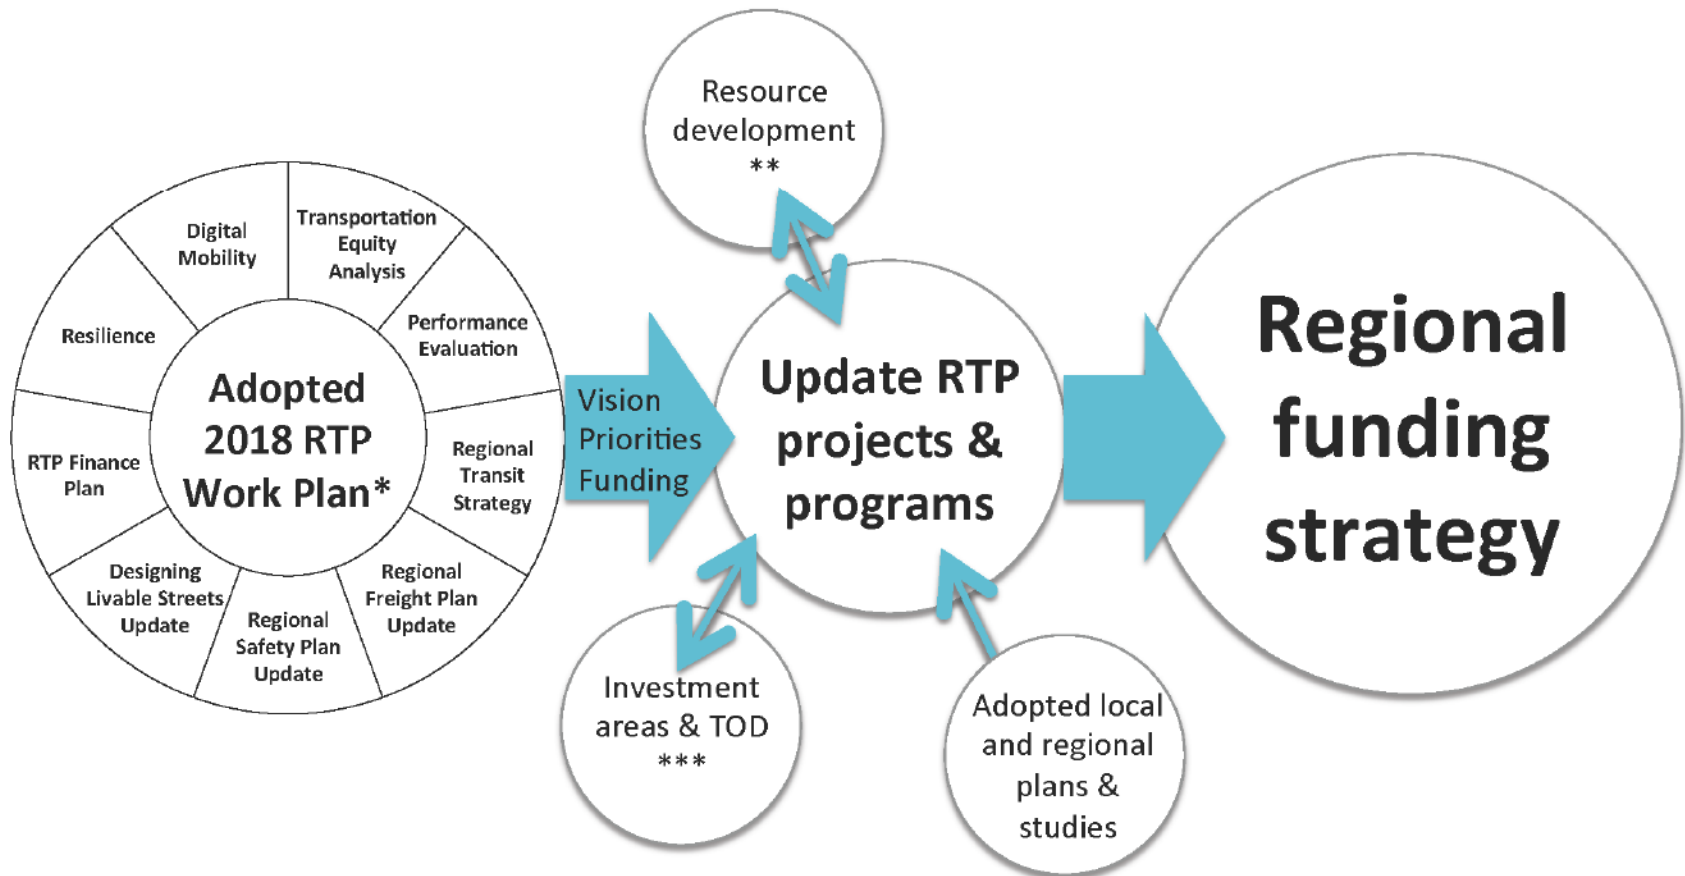 Digital
Mobility
Transportation
Equity
Analysis
Performance
Evaluation
Regional
Transit
Strategy
Regional
Freight Plan
Update
Regional
Safety Plan
Update
Designing
Livable Streets
Update
RTP Finance
Plan
Resilience
Adopted
2018 RTP
Work Plan*
Vision
Priorities
Funding
Resource
development
**
Update RTP
projects &
programs
Investment
areas & TOD
***
Adopted local
and regional
plans &
studies
Regional
funding
strategy